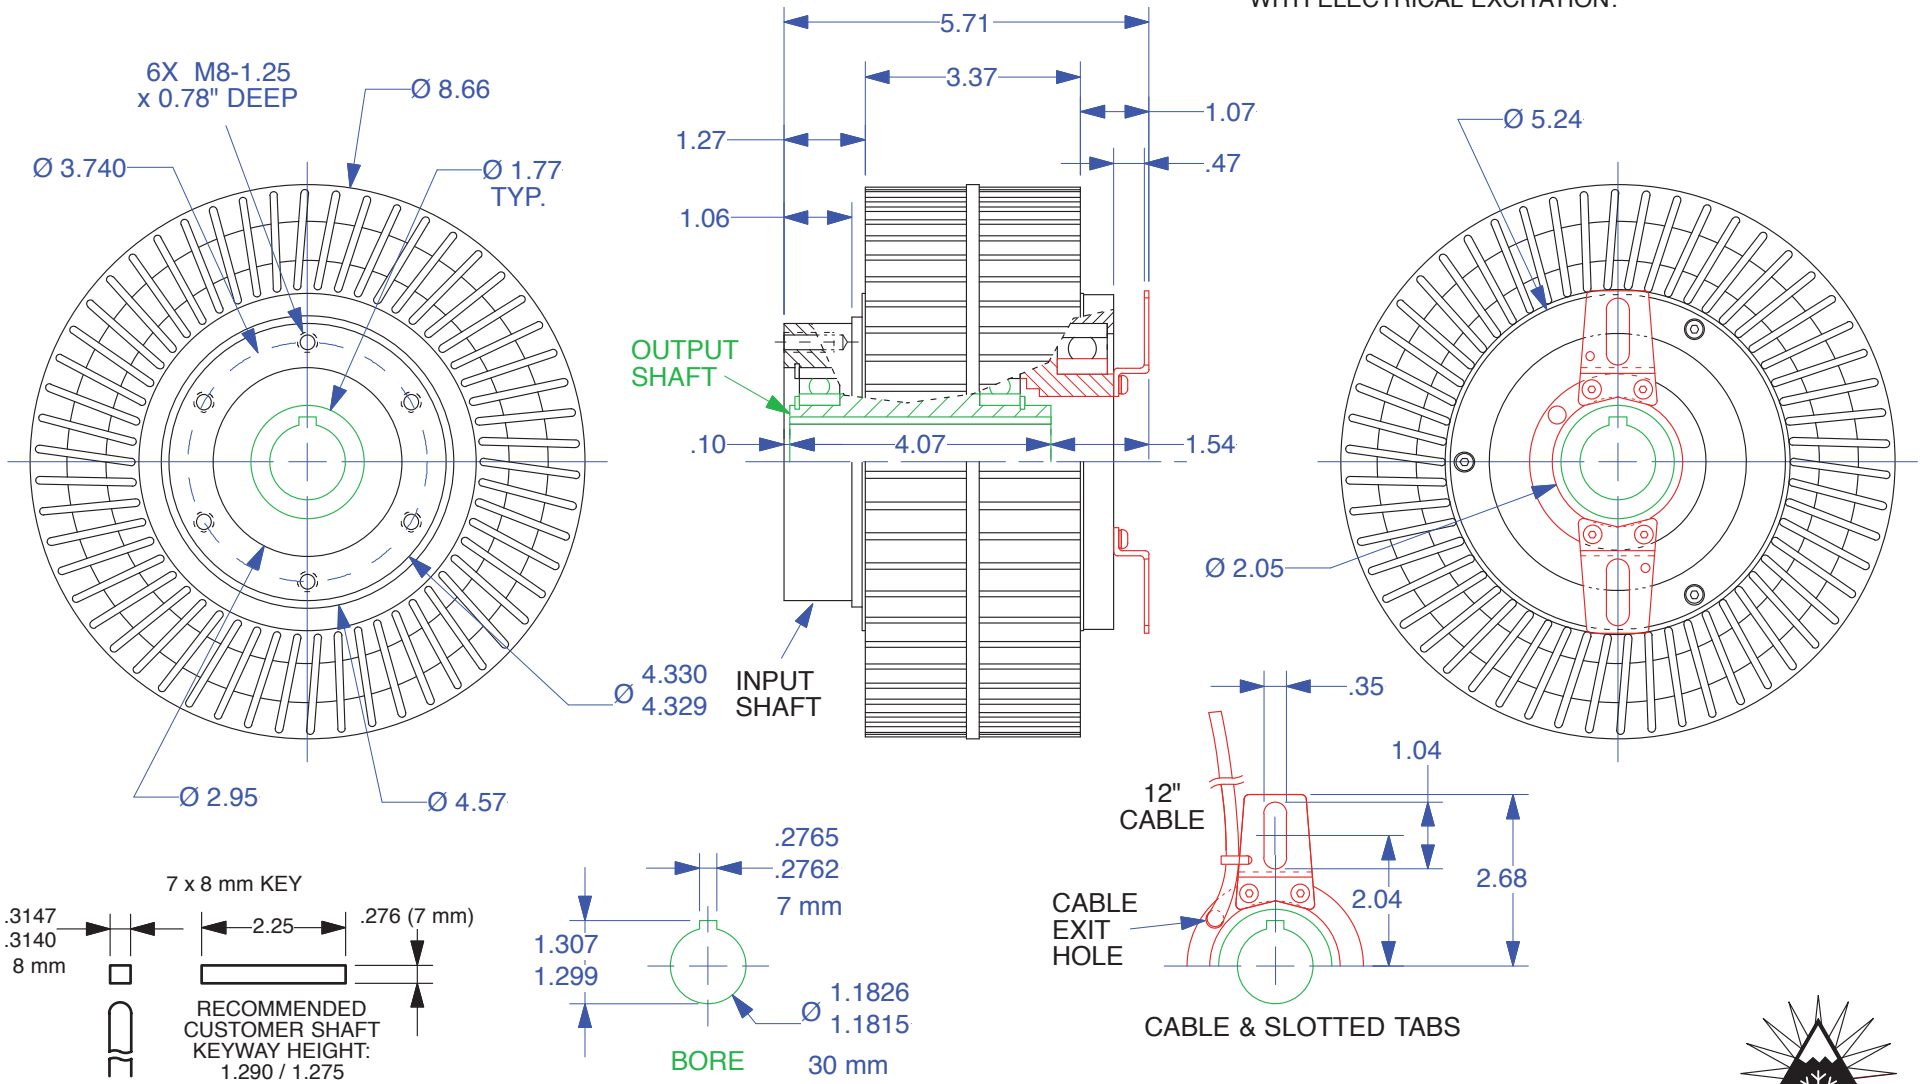 WITH ELECTRICAL EXCITATION.
5.71
3.37
1.07
.47
1.27
1.06
6X M8-1.25
x 0.78" DEEP
Ø 8.66
Ø 3.740
Ø 1.77
TYP.
Ø 5.24
OUTPUT
SHAFT
.10
4.07
1.54
Ø 2.05
Ø 4.330
4.329
INPUT
SHAFT
Ø 2.95
Ø 4.57
.35
1.04
12"
CABLE
2.68
2.04
CABLE
EXIT
HOLE
CABLE & SLOTTED TABS
7 x 8 mm KEY
.3147
.3140
8 mm
2.25
.276 (7 mm)
RECOMMENDED
CUSTOMER SHAFT
KEYWAY HEIGHT:
1.290 / 1.275
.2765
.2762
7 mm
1.307
1.299
Ø 1.1826
1.1815
BORE
30 mm